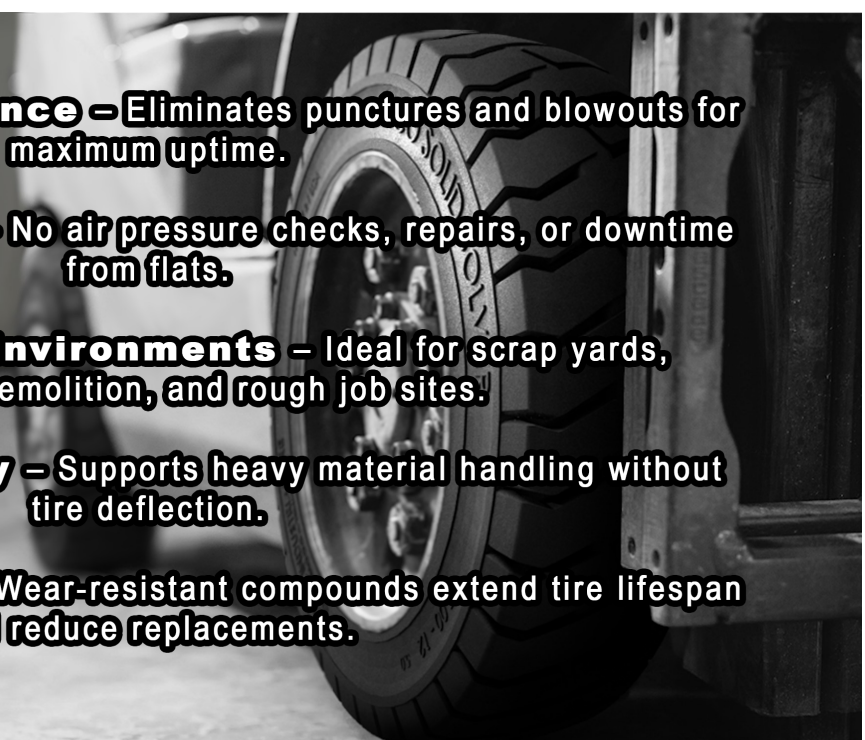 nce – Eliminates punctures and blowouts for
maximum uptime.
No air pressure checks, repairs, or downtime
from flats.
nvironments – Ideal for scrap yards,
emolition, and rough job sites.
y – Supports heavy material handling without
tire deflection.
Wear-resistant compounds extend tire lifespan
reduce replacements.
SOLID